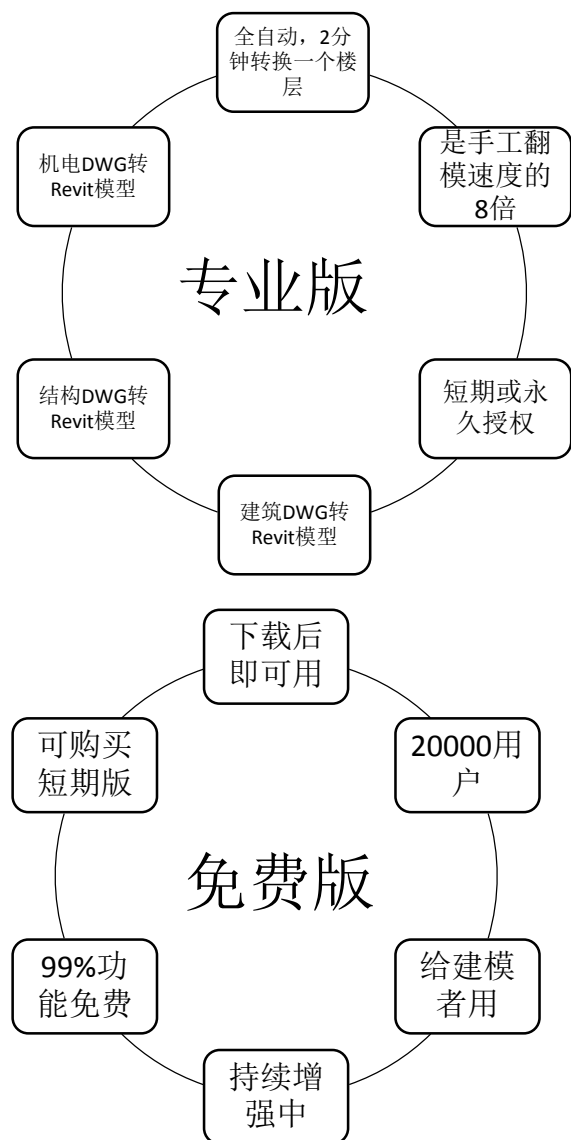 全自动，2分
钟转换一个楼
层
是手工翻
模速度的
8倍
短期或永
久授权
建筑DWG转
Revit模型
结构DWG转
Revit模型
机电DWG转
Revit模型
专业版
下载后
即可用
20000用
户
给建模
者用
持续增
强中
99%功
能免费
可购买
短期版
免费版